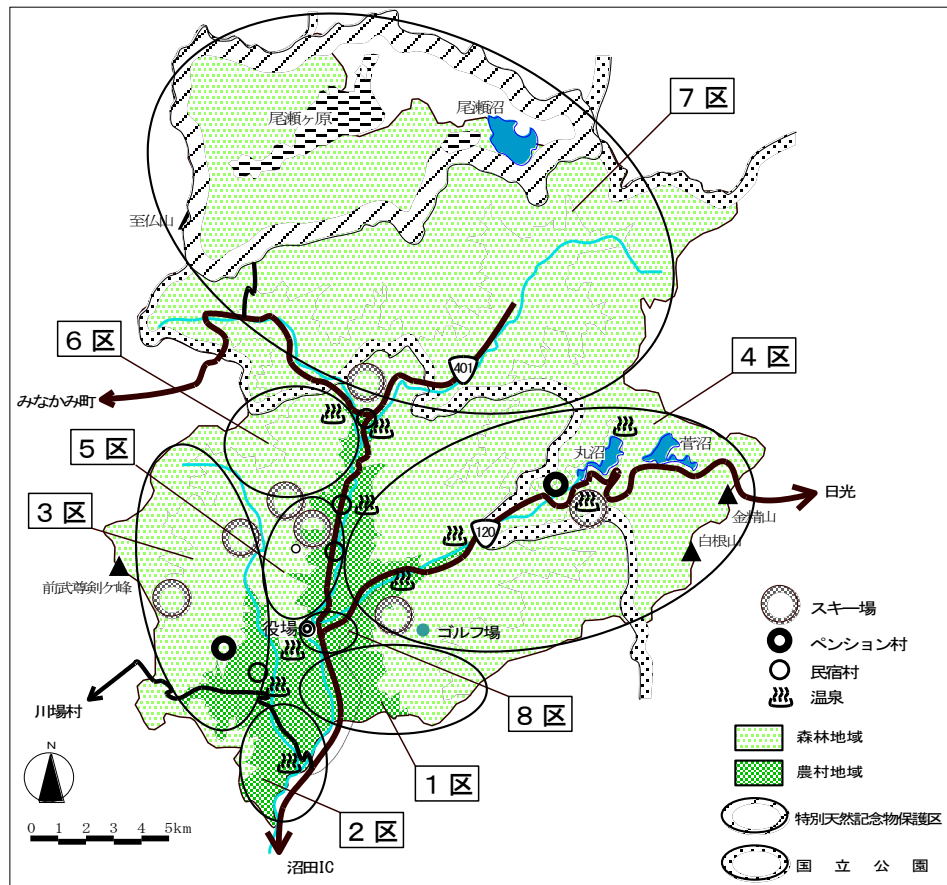 7 区
尾瀬沼
尾瀬ヶ原
至仏山
6 区
401
4 区
みなかみ町
5 区
丸沼
菅沼
日光
3 区
金精山
120
白根山
前武尊剣ケ峰
スキー場
役場
ゴルフ場
ペンション村
民宿村
温泉
川場村
8 区
森林地域
N
農村地域
1 区
特別天然記念物保護区
2 区
0 1 2 3 4 5km
沼田IC
国 立 公 園